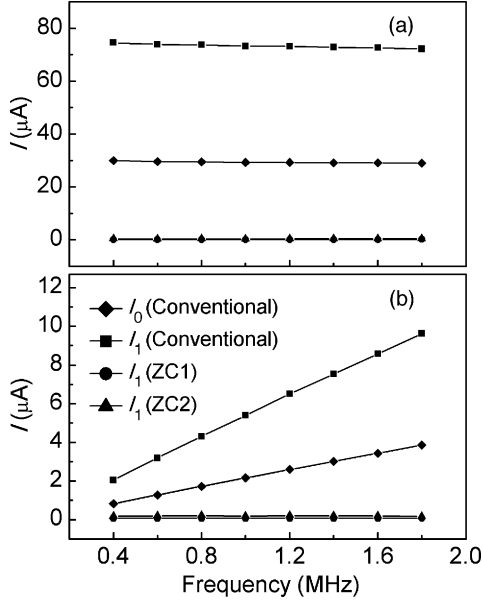 80
(a)
60
40
20
0
I (μA)
12
(b)
10
8
6
4
2
0
I (μA)
I0 (Conventional)
I1 (Conventional)
I1 (ZC1)
I1 (ZC2)
0.4 0.8 1.2 1.6 2.0
Frequency (MHz)